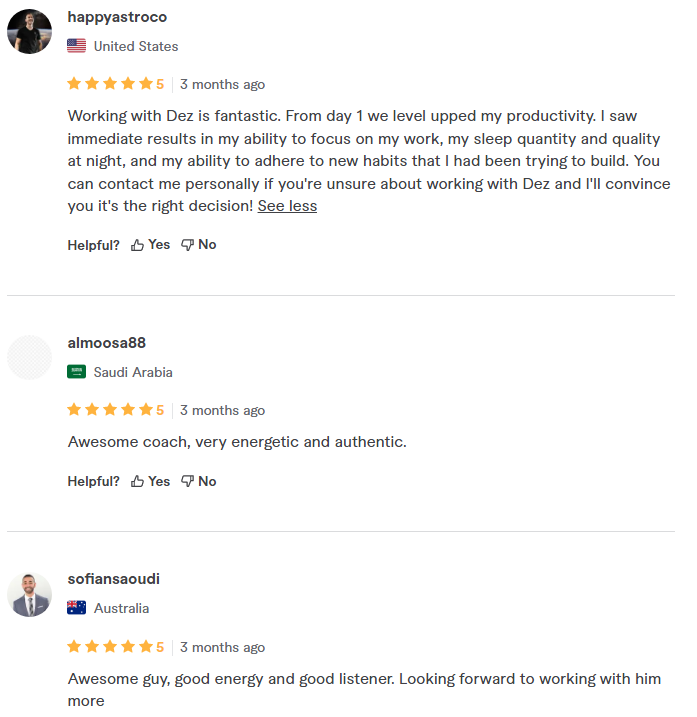 happyastroco
United States
5 3 months ago
Working with Dez is fantastic. From day 1 we level upped my productivity. I saw
immediate results in my ability to focus on my work, my sleep quantity and quality
at night, and my ability to adhere to new habits that I had been trying to build. You
can contact me personally if you're unsure about working with Dez and I'll convince
you it's the right decision! See less
Helpful? Yes No
almoosa88
Saudi Arabia
5 3 months ago
Awesome coach, very energetic and authentic.
Helpful? Yes No
sofiansaoudi
Australia
5 3 months ago
Awesome guy, good energy and good listener. Looking forward to working with him
more